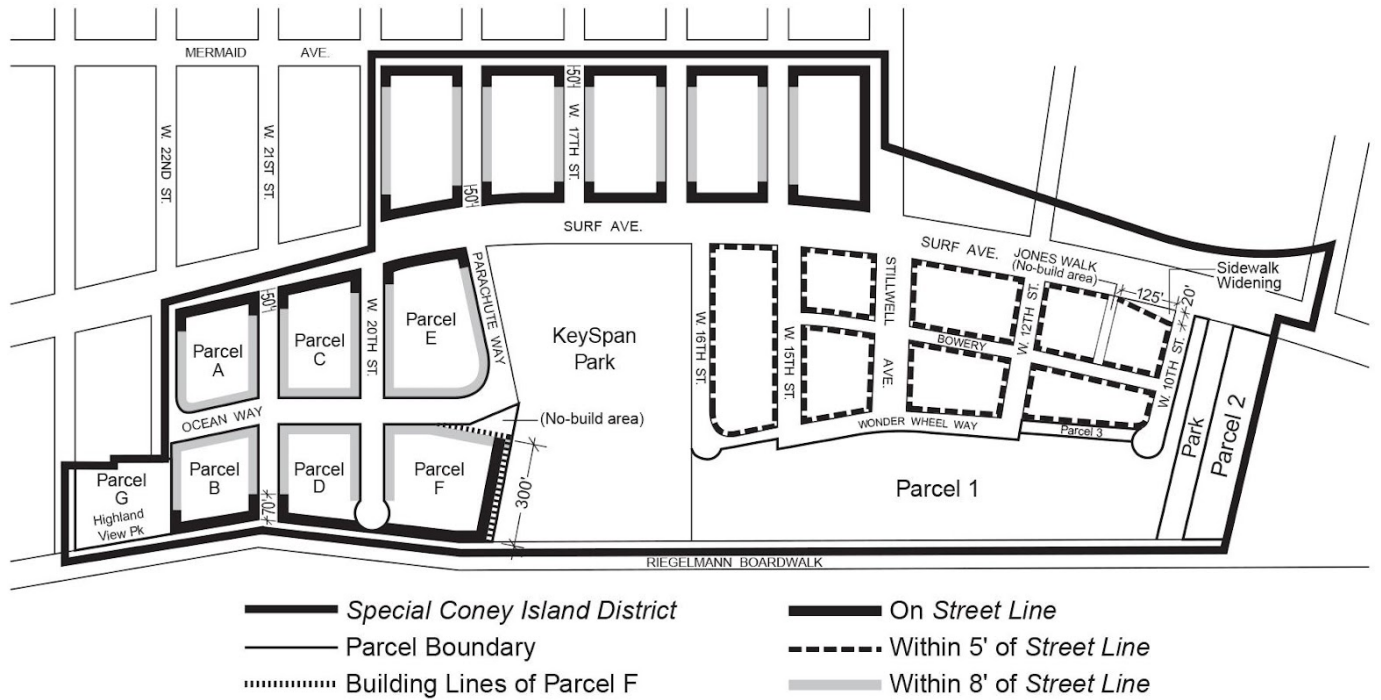 MERMAID AVE.
W. 22ND ST.
W. 21ST ST.
50'
W. 17TH ST.
50'
SURF AVE.
SURF AVE.
JONES WALK
(No-build area)
Sidewalk
Widening
125'
20'
50'
W. 20TH ST.
PARACHUTE WAY
Parcel
A
Parcel
C
Parcel
E
KeySpan
Park
W. 16TH ST.
W. 15TH ST.
STILLWELL AVE.
BOWERY
W. 12TH ST.
W. 10TH ST.
OCEAN WAY
(No-build area)
WONDER WHEEL WAY
Parcel 3
Park
Parcel 2
Parcel
G
Highland
View Pk
Parcel
B
70'
Parcel
D
Parcel
F
300'
Parcel 1
RIEGELMANN BOARDWALK
Special Coney Island District
On Street Line
Parcel Boundary
Within 5' of Street Line
Building Lines of Parcel F
Within 8' of Street Line